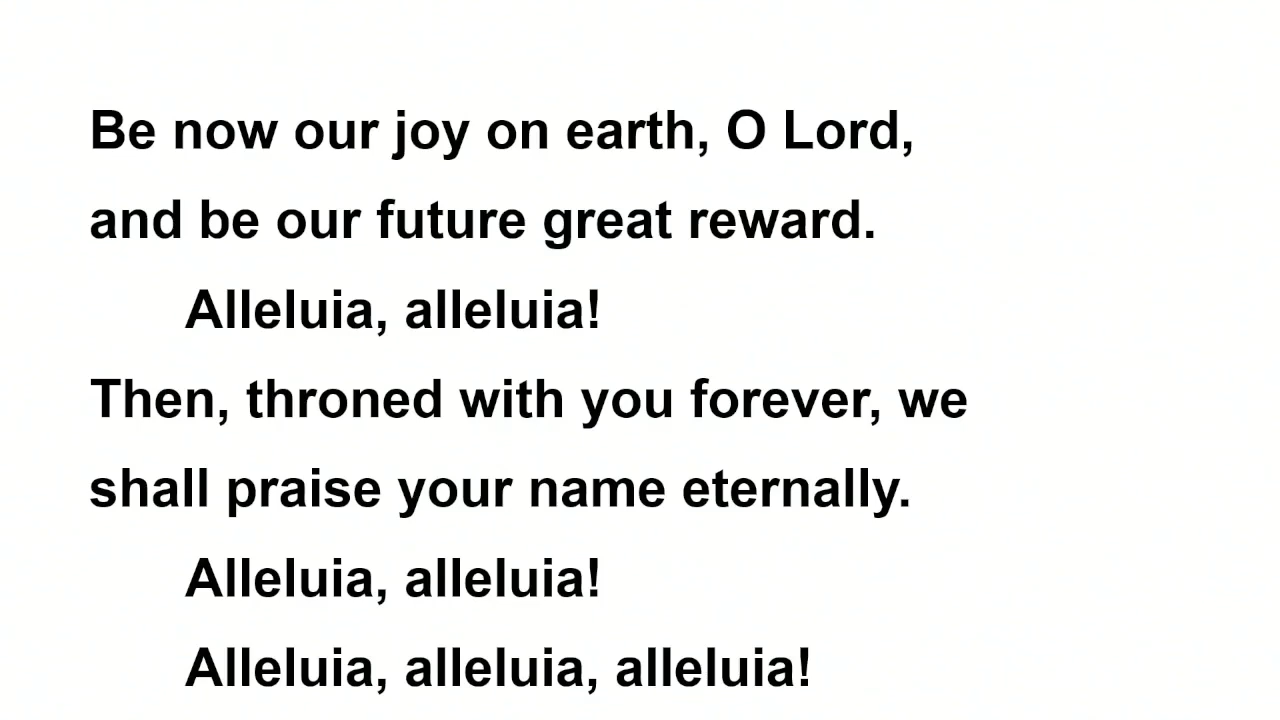 Be now our joy on earth, O Lord,
and be our future great reward.
Alleluia, alleluia!
Then, throned with you forever, we
shall praise your name eternally.
Alleluia, alleluia!
Alleluia, alleluia, alleluia!